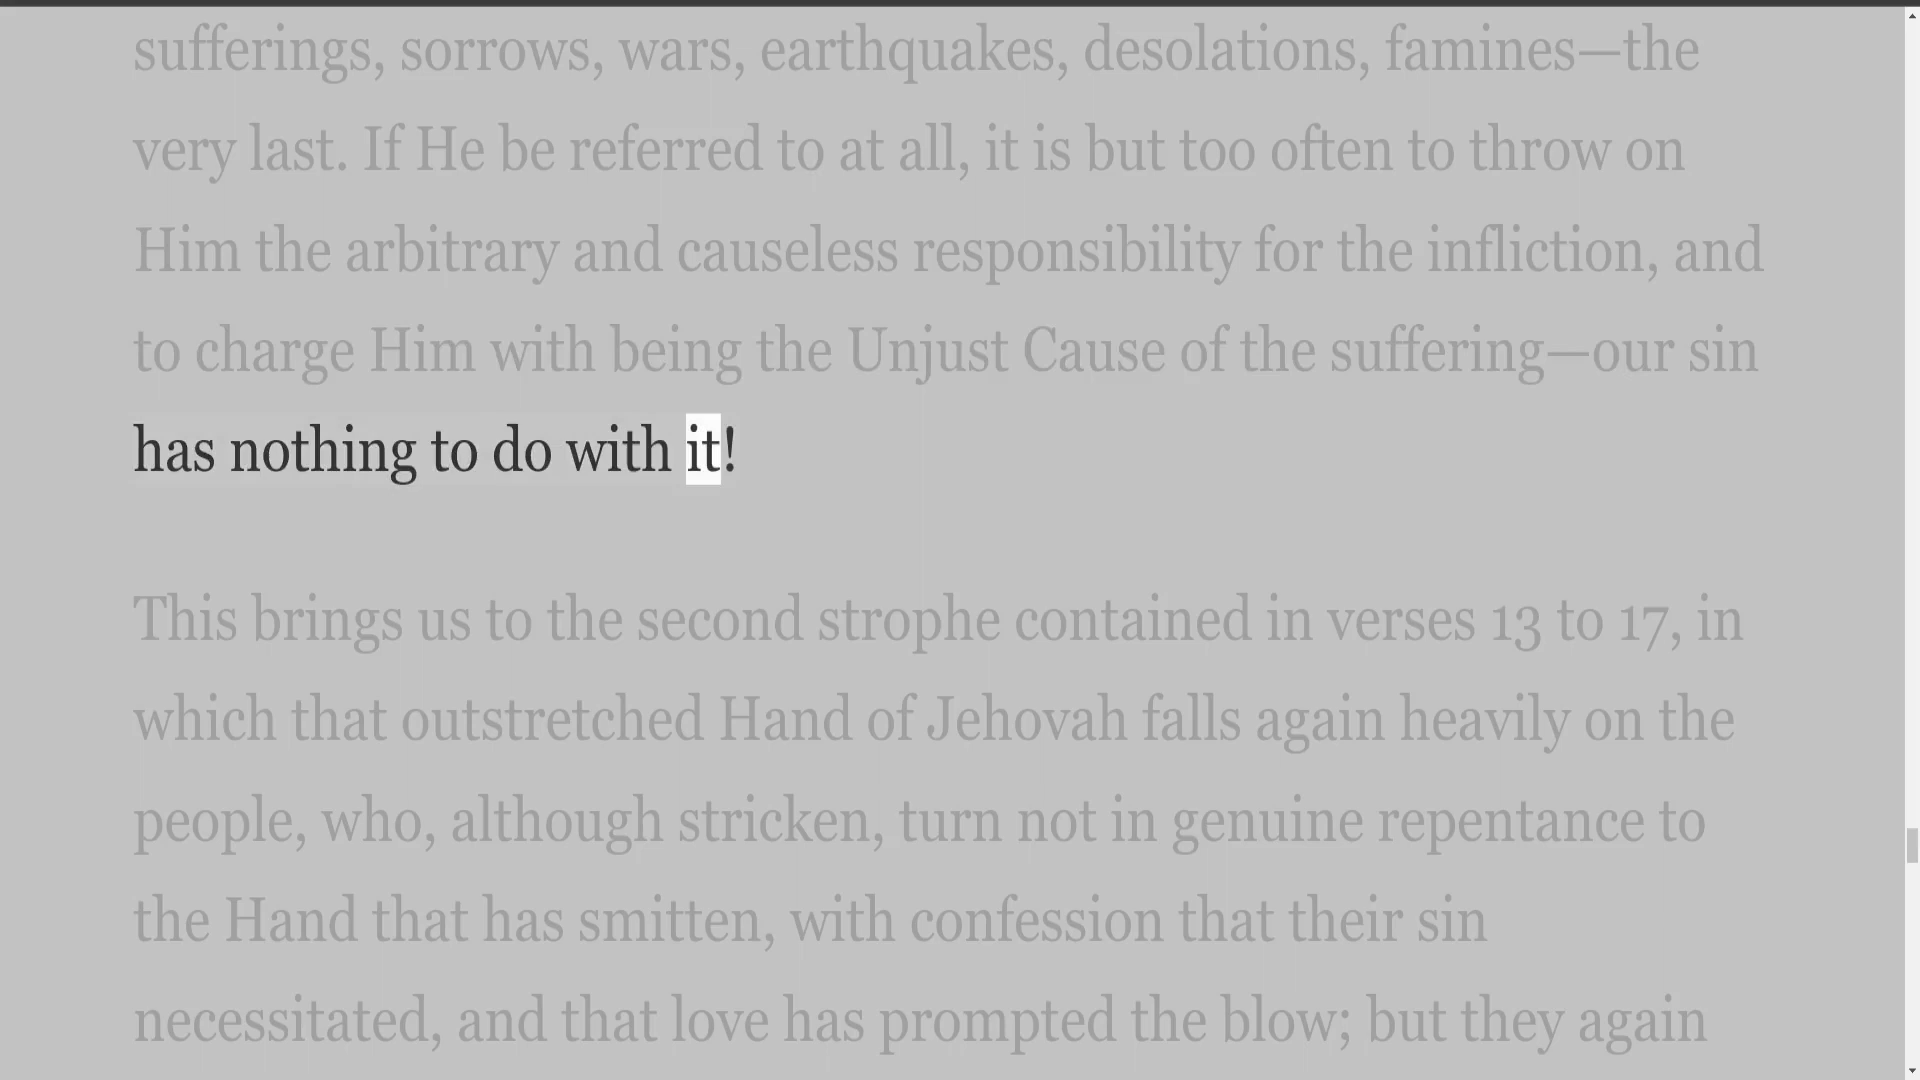 sufferings, sorrows, wars, earthquakes, desolations, famines—the
very last. If He be referred to at all, it is but too often to throw on
Him the arbitrary and causeless responsibility for the infliction, and
to charge Him with being the Unjust Cause of the suffering—our sin
has nothing to do with it!
This brings us to the second strophe contained in verses 13 to 17, in
which that outstretched Hand of Jehovah falls again heavily on the
people, who, although stricken, turn not in genuine repentance to
the Hand that has smitten, with confession that their sin
necessitated, and that love has prompted the blow; but they again